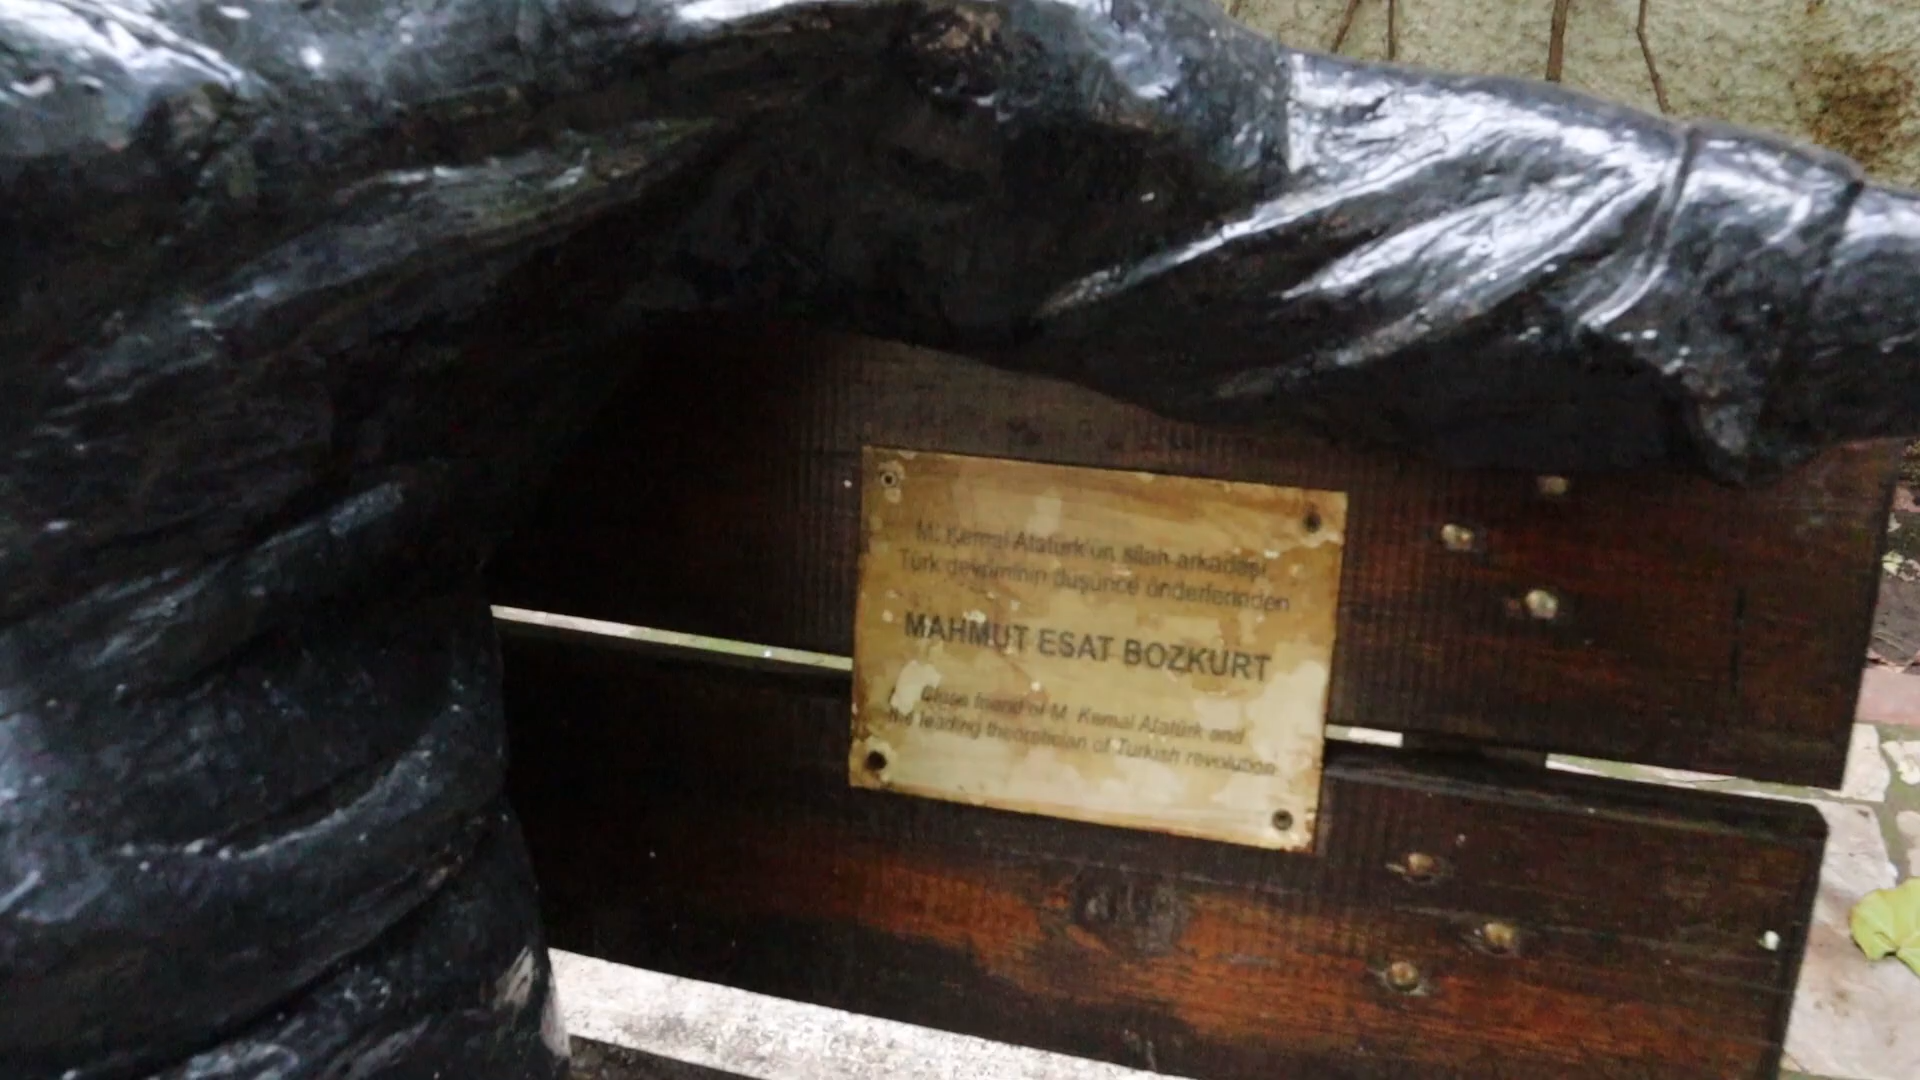 M. Kemal Atatürk'ün silah arkadaşı
Türk devriminin düşünce önderlerinden
MAHMUT ESAT BOZKURT
Close friend of M. Kemal Atatürk and
the leading theoretician of Turkish revolution